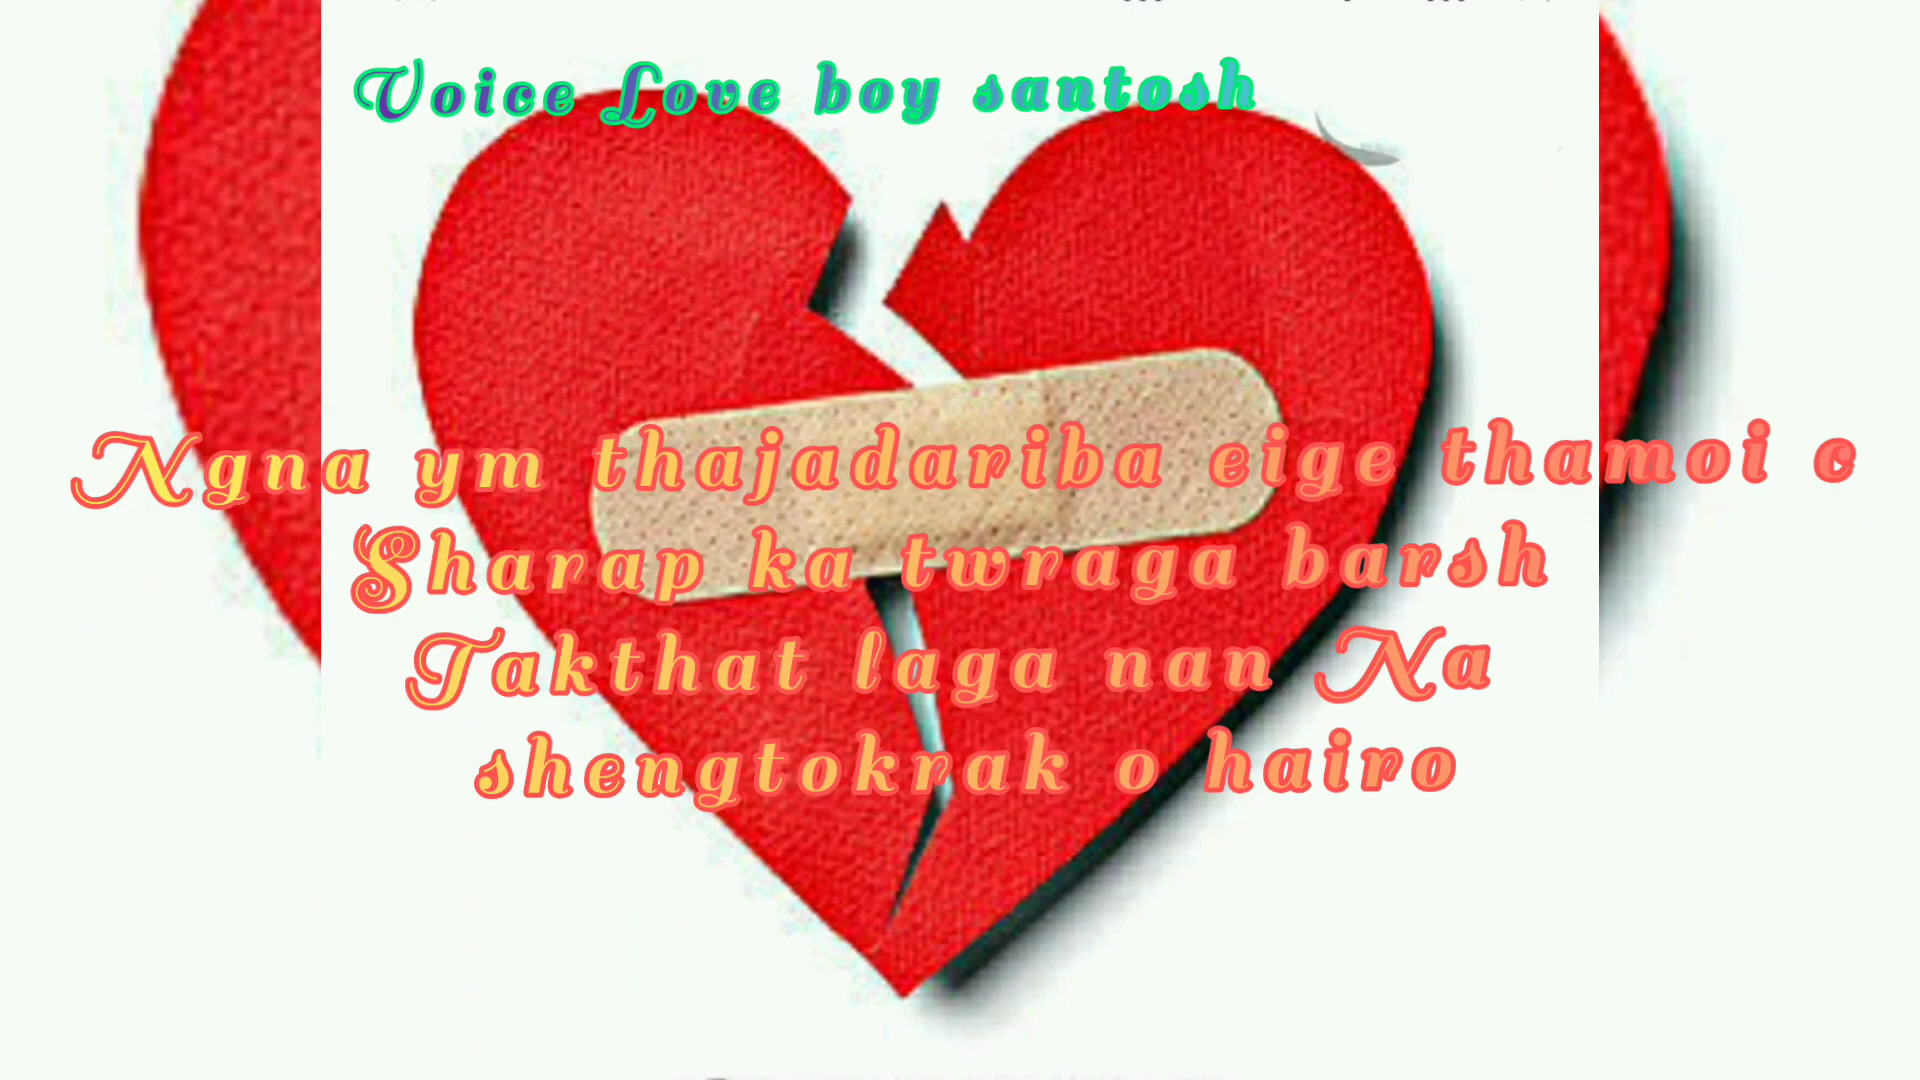 Voice Love boy santosh
Ngna ym thajadariba eige thamoi c
Sharap ka twraga barsh
Takthat laga nan Na
shengtokrak o hairo